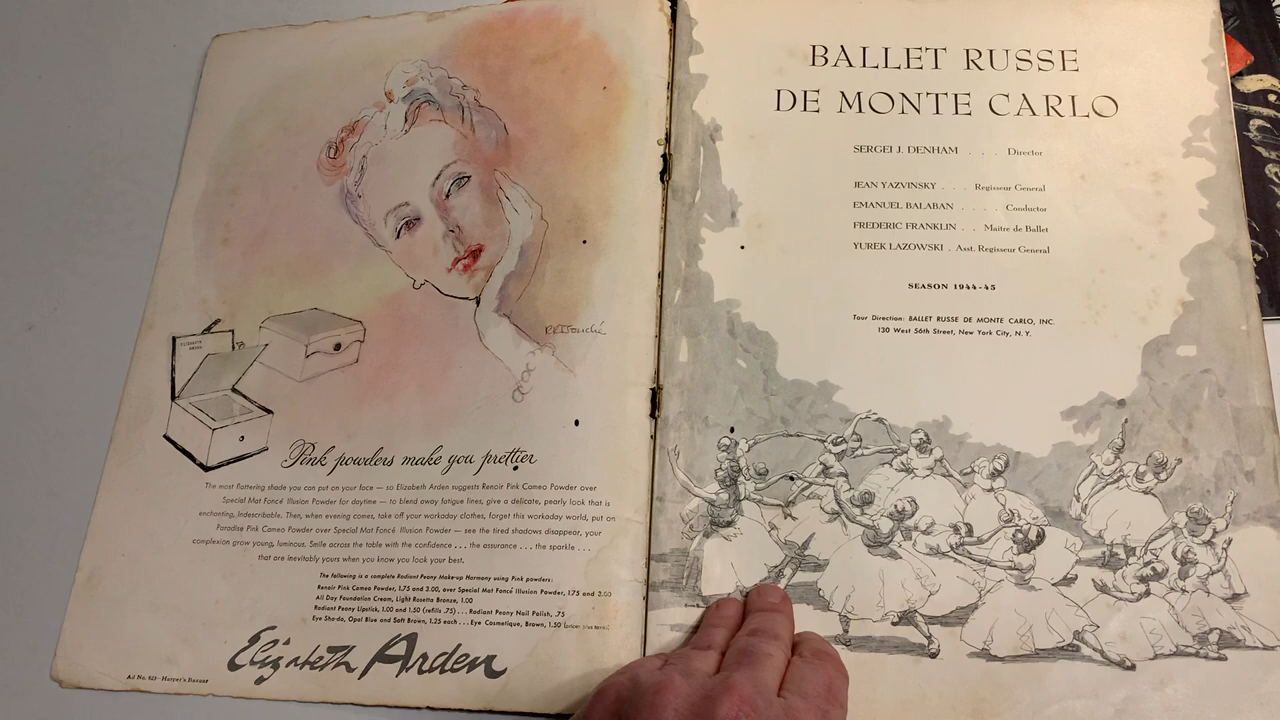 R.R.Bouché
ELIZABETH
ARDEN
Pink powders make you prettier
The most flattering shade you can put on your face — so Elizabeth Arden suggests Renoir Pink Cameo Powder over
Special Mat Foncé Illusion Powder for daytime — to blend away fatigue lines, give a delicate, pearly look that is
enchanting, indescribable. Then, when evening comes, take off your workaday clothes, forget this workaday world, put on
Paradise Pink Cameo Powder over Special Mat Foncé Illusion Powder — see the tired shadows disappear, your
complexion grow young, luminous. Smile across the table with the confidence . . . the assurance . . . the sparkle . . .
that are inevitably yours when you know you look your best.
The following is a complete Radiant Peony Make-up Harmony using Pink powders:
Renoir Pink Cameo Powder, 1.75 and 3.00, over Special Mat Foncé Illusion Powder, 1.75 and 3.00
All Day Foundation Cream, Light Rosetta Bronze, 1.00
Radiant Peony Lipstick, 1.00 and 1.50 (refills .75) . . . Radiant Peony Nail Polish, .75
Eye Sha-do, Opal Blue and Soft Brown, 1.25 each . . . Eye Cosmetique, Brown, 1.50 (prices plus taxes)
Elizabeth Arden
Ad No. 823—Harper's Bazaar
BALLET RUSSE
DE MONTE CARLO
SERGEI J. DENHAM . . . . Director
JEAN YAZVINSKY . . . Regisseur General
EMANUEL BALABAN . . . . Conductor
FREDERIC FRANKLIN . . Maitre de Ballet
YUREK LAZOWSKI . Asst. Regisseur General
SEASON 1944-45
Tour Direction: BALLET RUSSE DE MONTE CARLO, INC.
130 West 56th Street, New York City, N. Y.